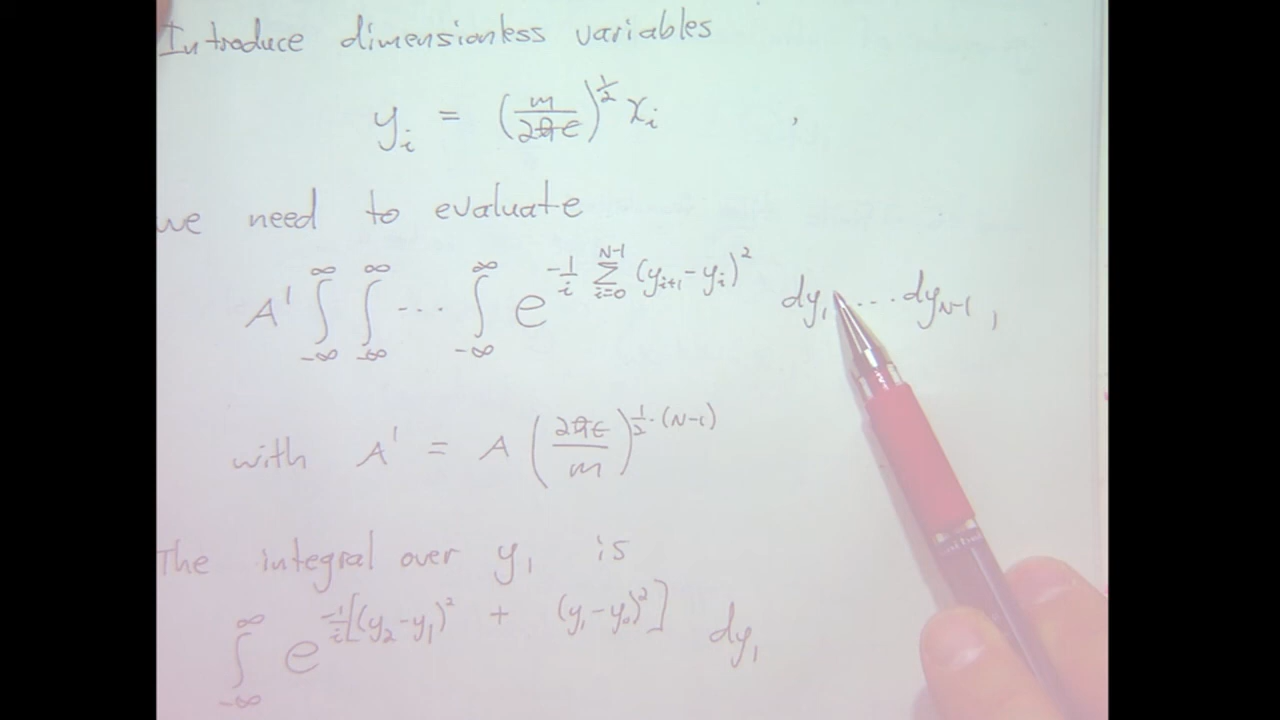 Introduce dimensionless variables
y_i = (m/2ħε)^{1/2} x_i ,
we need to evaluate
A' ∫_{-∞}^{∞} ∫_{-∞}^{∞} ... ∫_{-∞}^{∞} e^{-1/i Σ_{i=0}^{N-1} (y_{i+1} - y_i)^2} dy_1 ... dy_{N-1} ,
with A' = A (2ħε/m)^{1/2 · (N-1)}
The integral over y_1 is
∫_{-∞}^{∞} e^{-1/i [(y_2 - y_1)^2 + (y_1 - y_0)^2]} dy_1